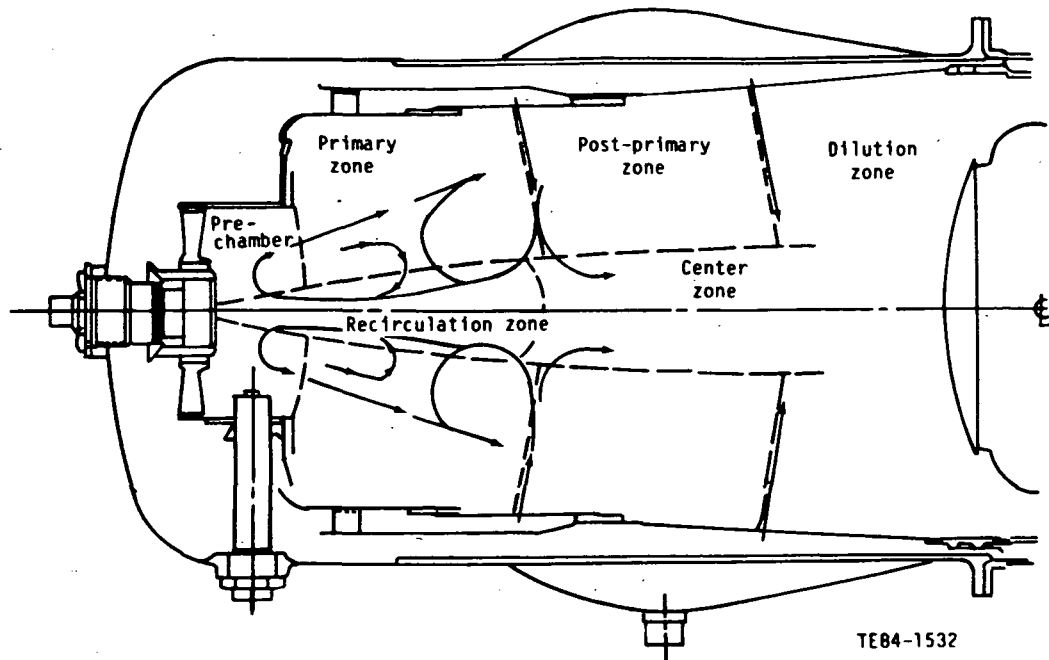 Primary
zone
Post-primary
zone
Dilution
zone
Pre-
chamber
Center
zone
Recirculation zone
TE84-1532